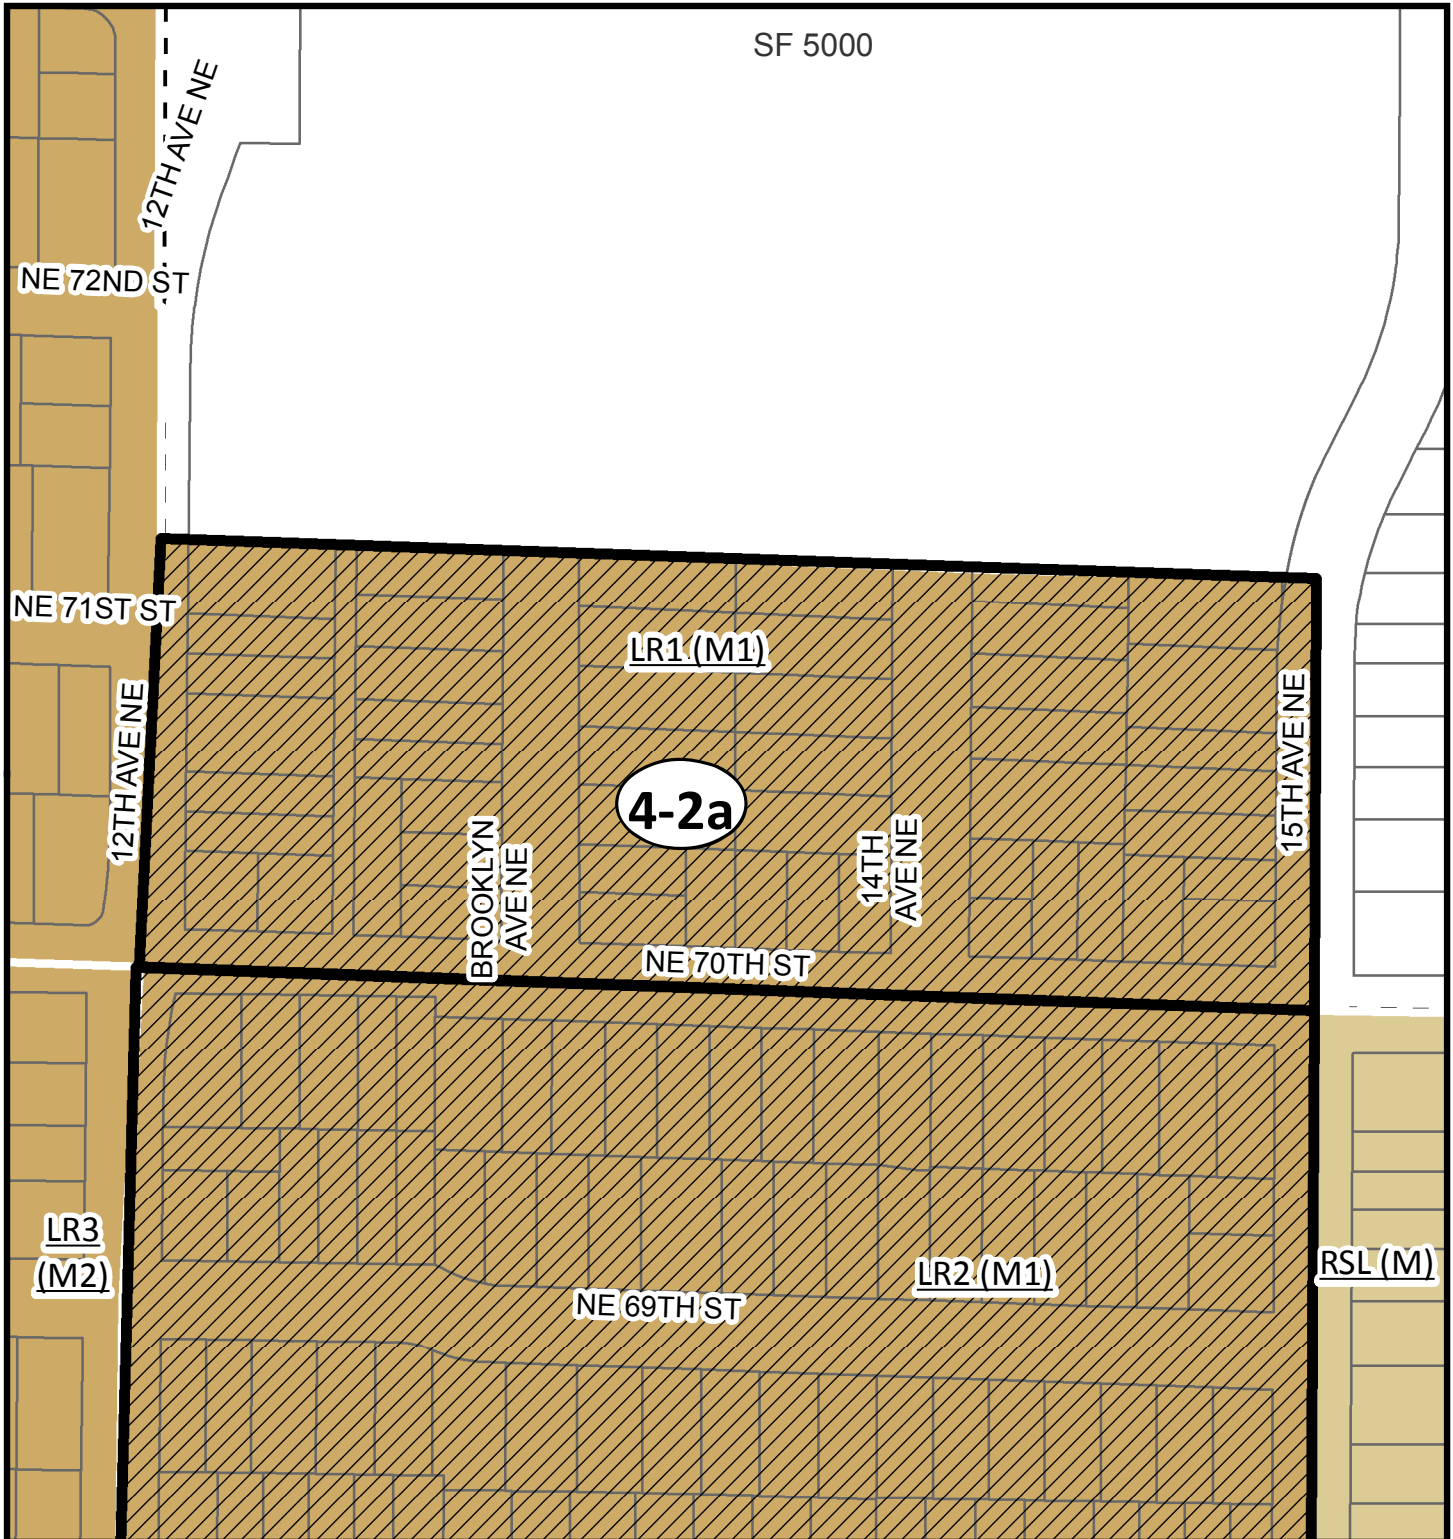 SF 5000
12TH AVE NE
NE 72ND ST
NE 71ST ST
LR1 (M1)
12TH AVE NE
15TH AVE NE
4-2a
BROOKLYN
AVE NE
14TH
AVE NE
NE 70TH ST
LR3
(M2)
LR2 (M1)
RSL (M)
NE 69TH ST